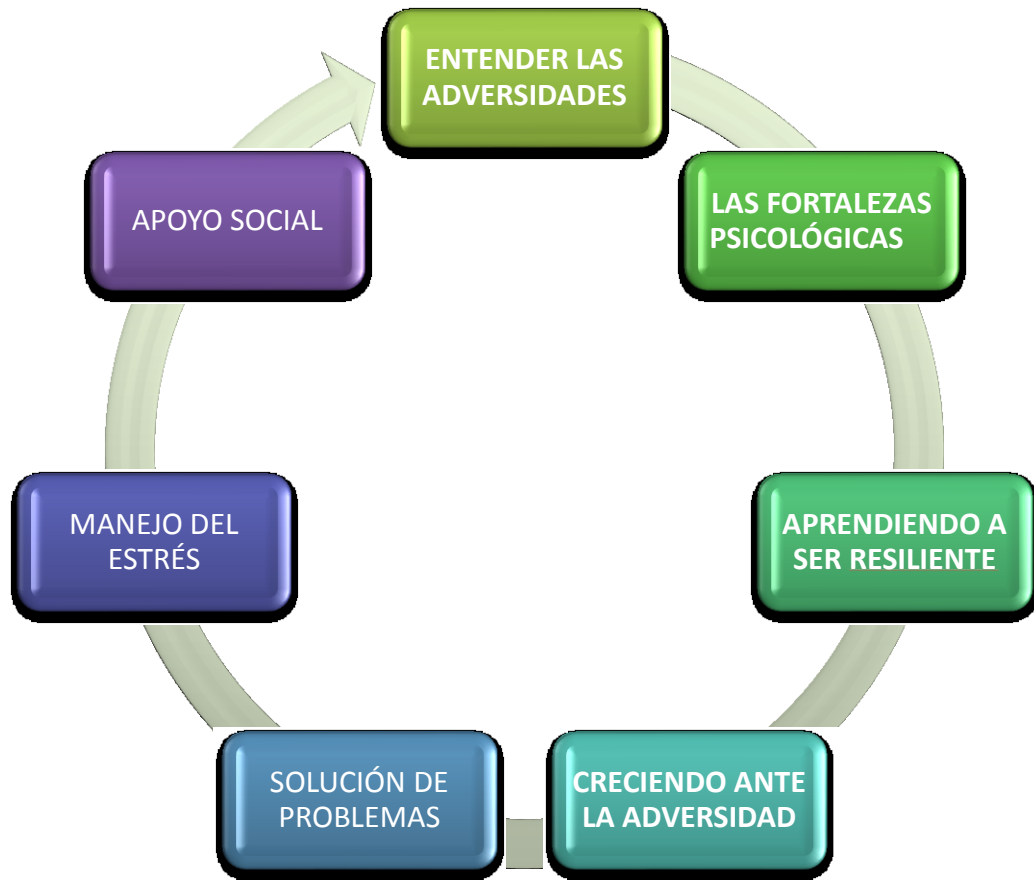 ENTENDER LAS
ADVERSIDADES
LAS FORTALEZAS
PSICOLÓGICAS
APRENDIENDO A
SER RESILIENTE
CRECIENDO ANTE
LA ADVERSIDAD
SOLUCIÓN DE
PROBLEMAS
MANEJO DEL
ESTRÉS
APOYO SOCIAL